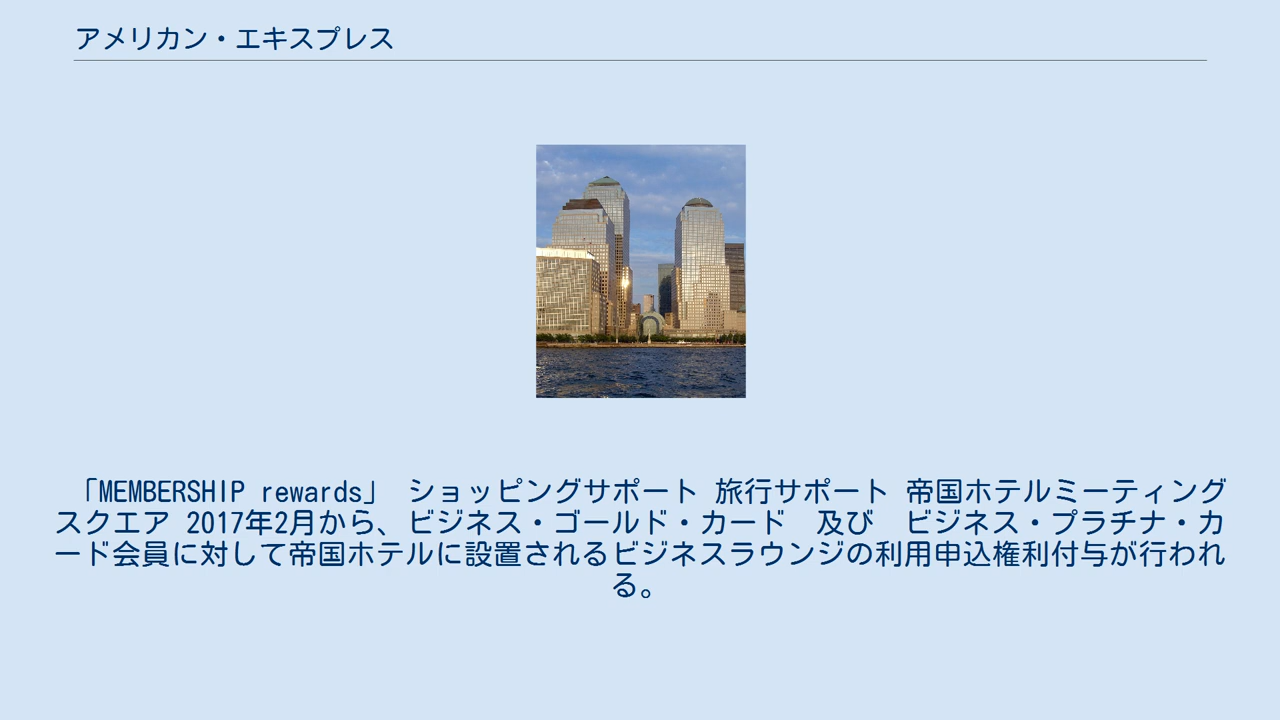 アメリカン・エキスプレス
「MEMBERSHIP rewards」 ショッピングサポート 旅行サポート 帝国ホテルミーティング
スクエア 2017年2月から、ビジネス・ゴールド・カード　及び　ビジネス・プラチナ・カ
ード会員に対して帝国ホテルに設置されるビジネスラウンジの利用申込権利付与が行われ
る。